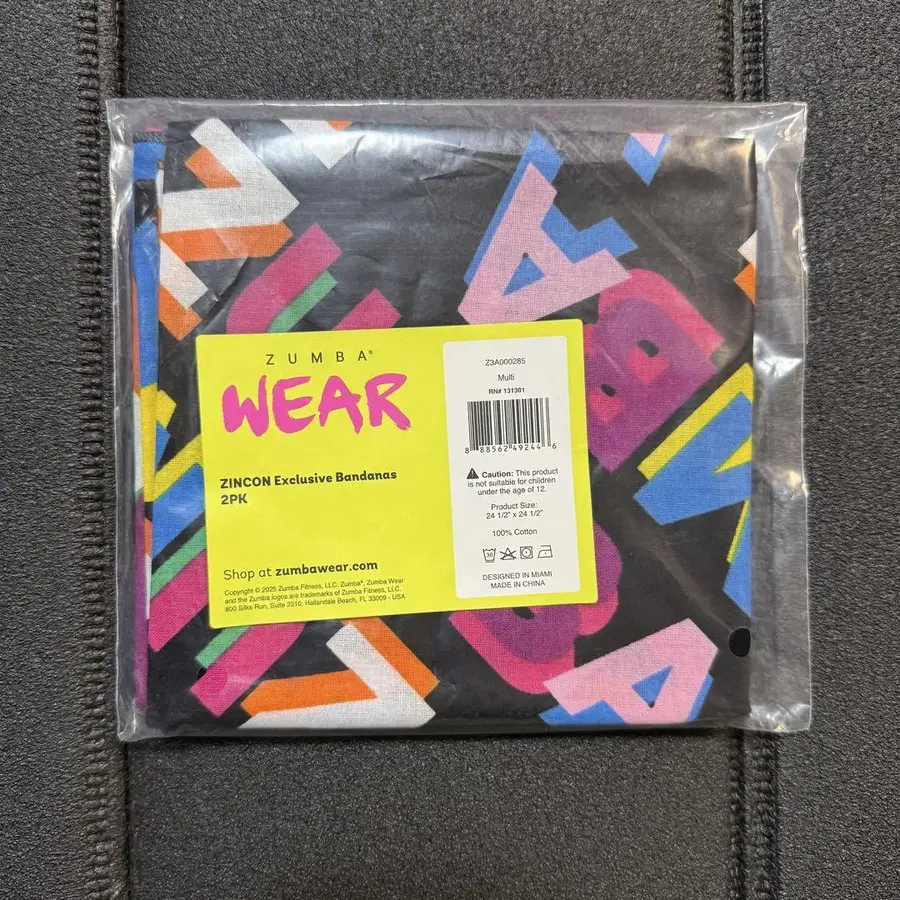 ZUMBA®
WEAR
ZINCON Exclusive Bandanas
2PK
Shop at zumbawear.com
Copyright © 2025 Zumba Fitness, LLC. Zumba®, Zumba Wear
and the Zumba logos are trademarks of Zumba Fitness, LLC.
800 Silks Run, Suite 2310, Hallandale Beach, FL 33009 - USA
Z3A000285
Multi
RN# 131301
8 88562 49244 6
Caution: This product
is not suitable for children
under the age of 12.
Product Size:
24 1/2" x 24 1/2"
100% Cotton
30
DESIGNED IN MIAMI
MADE IN CHINA